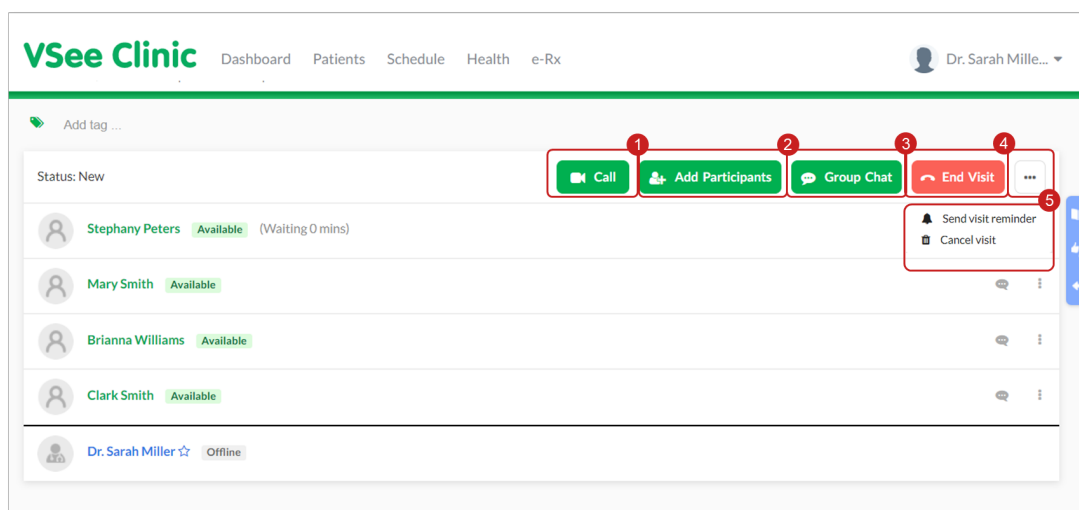 VSee Clinic Dashboard Patients Schedule Health e-Rx Dr. Sarah Mille...
Add tag ...
1 2 3 4
Status: New Call Add Participants Group Chat End Visit ...
5
Stephany Peters Available (Waiting 0 mins) Send visit reminder
Cancel visit
Mary Smith Available
Brianna Williams Available
Clark Smith Available
Dr. Sarah Miller Offline